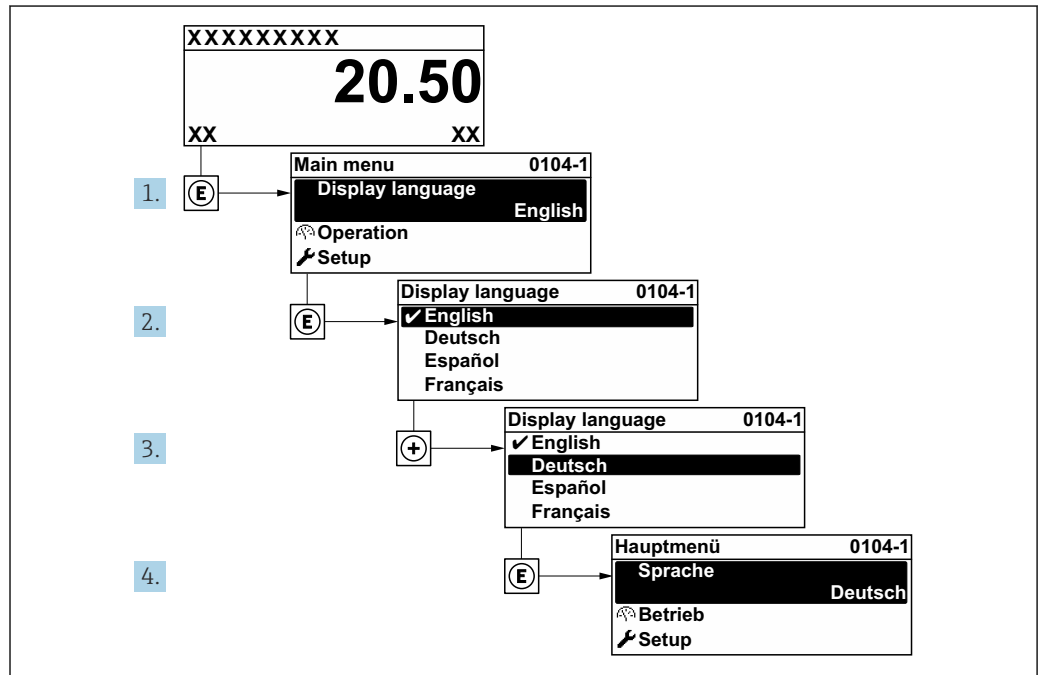 XXXXXXXXX
20.50
XX XX
1. E
Main menu 0104-1
Display language
English
Operation
Setup
2. E
Display language 0104-1
✔English
Deutsch
Español
Français
3. +
Display language 0104-1
✔English
Deutsch
Español
Français
4. E
Hauptmenü 0104-1
Sprache
Deutsch
Betrieb
Setup